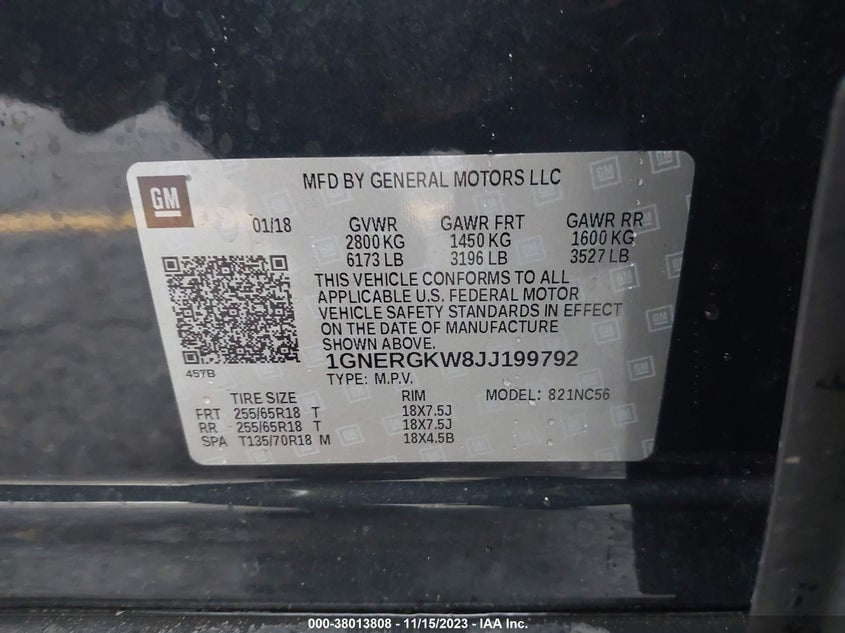 GM
MFD BY GENERAL MOTORS LLC
01/18 GVWR GAWR FRT GAWR RR
2800 KG 1450 KG 1600 KG
6173 LB 3196 LB 3527 LB
THIS VEHICLE CONFORMS TO ALL
APPLICABLE U.S. FEDERAL MOTOR
VEHICLE SAFETY STANDARDS IN EFFECT
ON THE DATE OF MANUFACTURE
SHOWN ABOVE.
457B
1GNERGKW8JJ199792
TYPE: M.P.V.
TIRE SIZE RIM MODEL: 821NC56
FRT 255/65R18 T 18X7.5J
RR 255/65R18 T 18X7.5J
SPA T135/70R18 M 18X4.5B
000-38013808 - 11/15/2023 - IAA Inc.